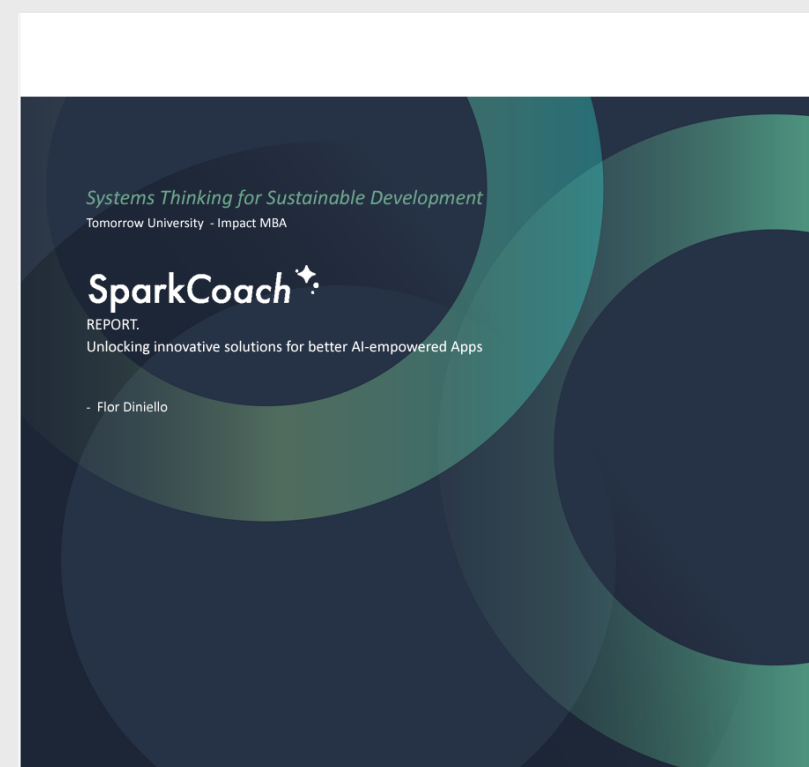 Systems Thinking for Sustainable Development
Tomorrow University - Impact MBA
SparkCoach
REPORT.
Unlocking innovative solutions for better AI-empowered Apps
- Flor Diniello